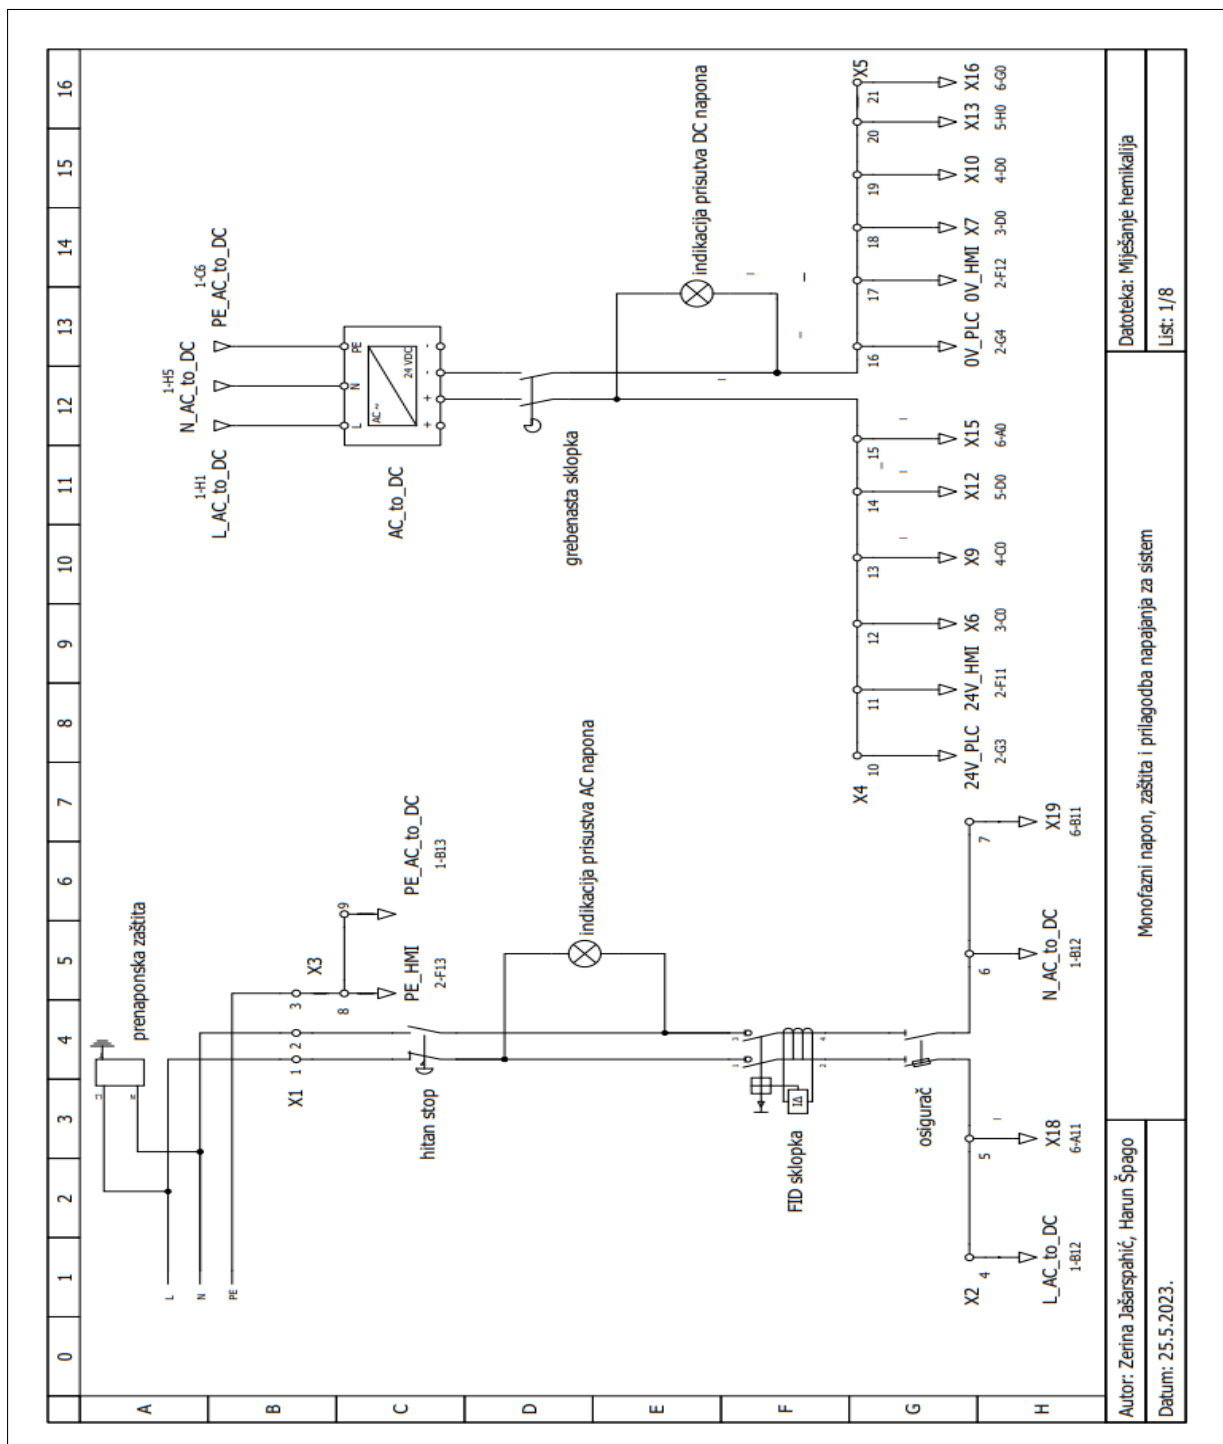 0 1 2 3 4 5 6 7 8 9 10 11 12 13 14 15 16
A
B
C
D
E
F
G
H
L
N
PE
prenaponska zaštita
X1
1
2
3
X3
8
9
PE_HMI
2-F13
PE_AC_to_DC
1-B13
hitan stop
indikacija prisustva AC napona
FID sklopka
1
3
2
4
I∆
osigurač
X2
4
5
6
7
L_AC_to_DC
1-B12
X18
6-A11
N_AC_to_DC
1-B12
X19
6-B11
1-H1
L_AC_to_DC
1-H5
N_AC_to_DC
1-C6
PE_AC_to_DC
L
N
PE
AC ~
24 VDC
+ + - -
AC_to_DC
grebenasta sklopka
indikacija prisutva DC napona
X4
10
11
12
13
14
15
24V_PLC
2-G3
24V_HMI
2-F11
X6
3-C0
X9
4-C0
X12
5-D0
X15
6-A0
X5
16
17
18
19
20
21
0V_PLC
2-G4
0V_HMI
2-F12
X7
3-D0
X10
4-D0
X13
5-H0
X16
6-G0
Autor: Zerina Jašarspahić, Harun Špago
Datum: 25.5.2023.
Monofazni napon, zaštita i prilagodba napajanja za sistem
Datoteka: Miješanje hemikalija
List: 1/8